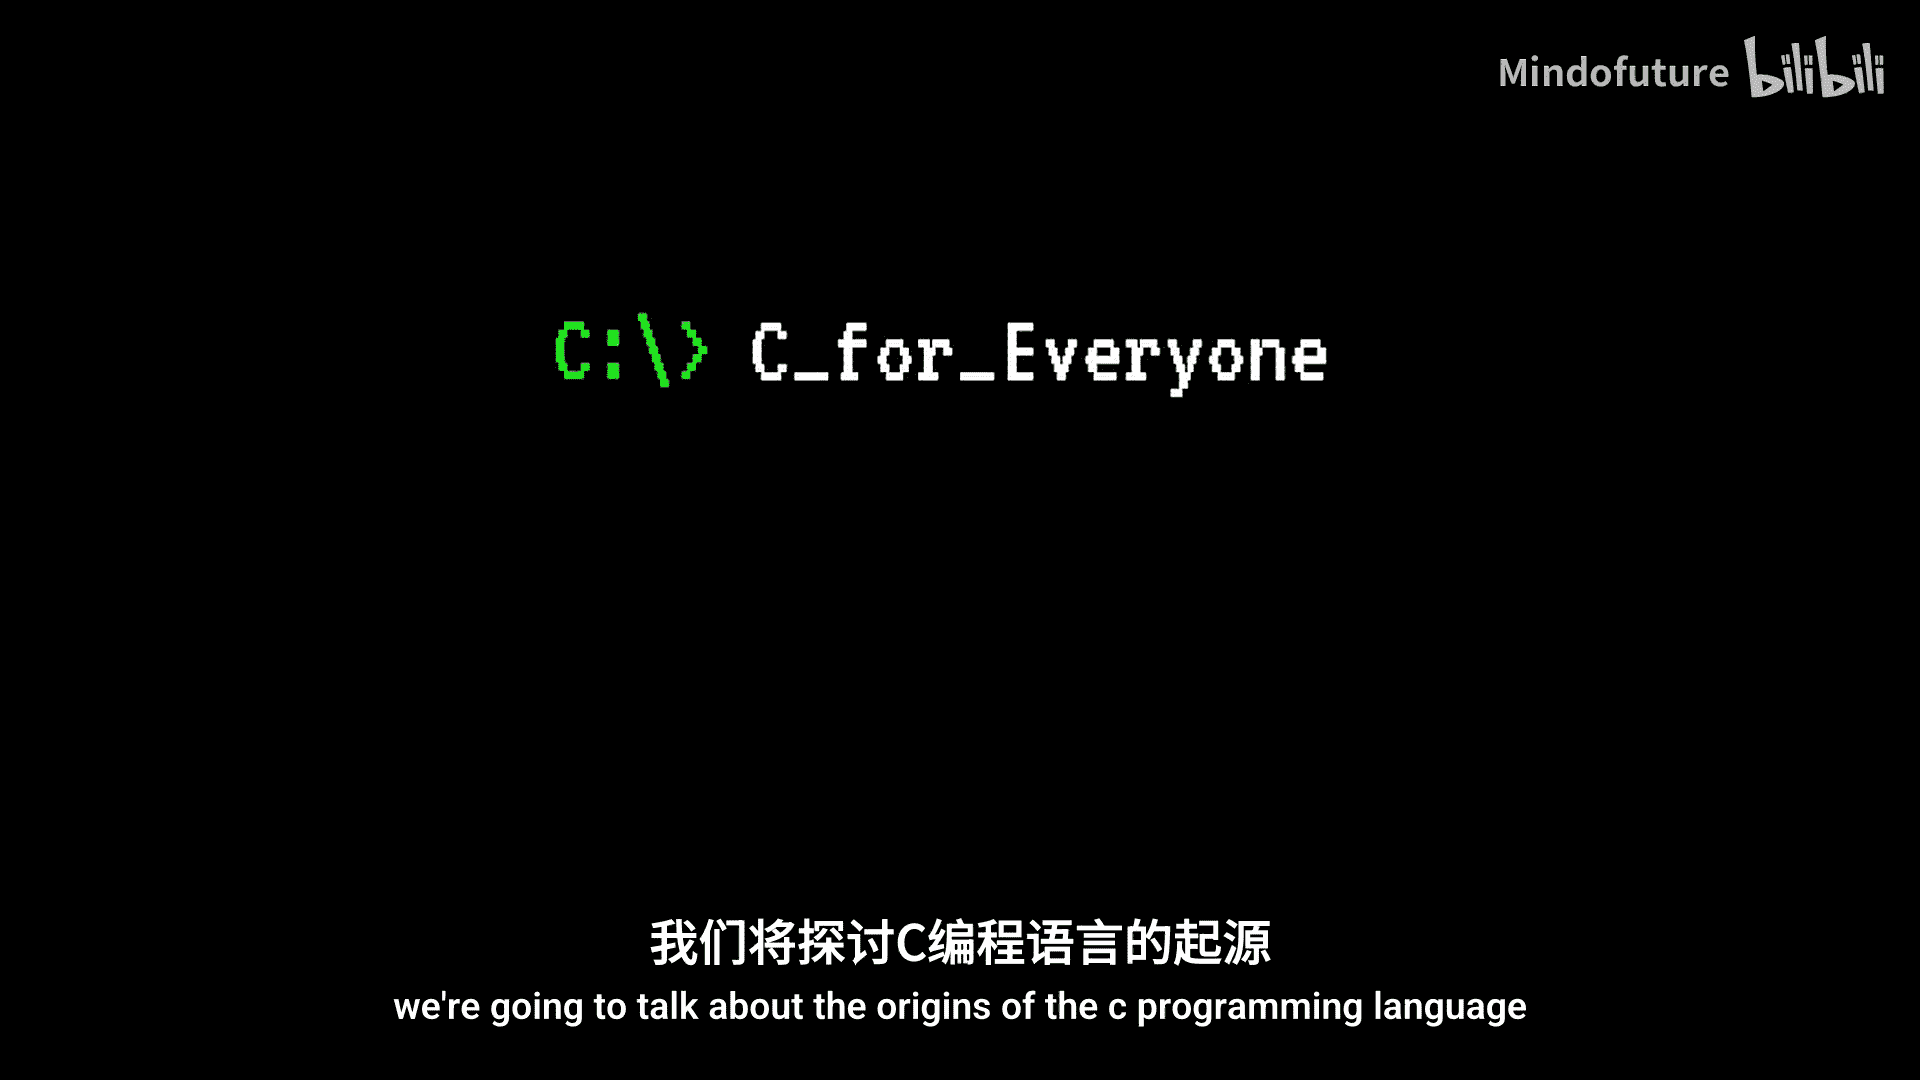 Mindofuture bilibili
C:\> C_for_Everyone
我们将探讨C编程语言的起源
we're going to talk about the origins of the c programming language